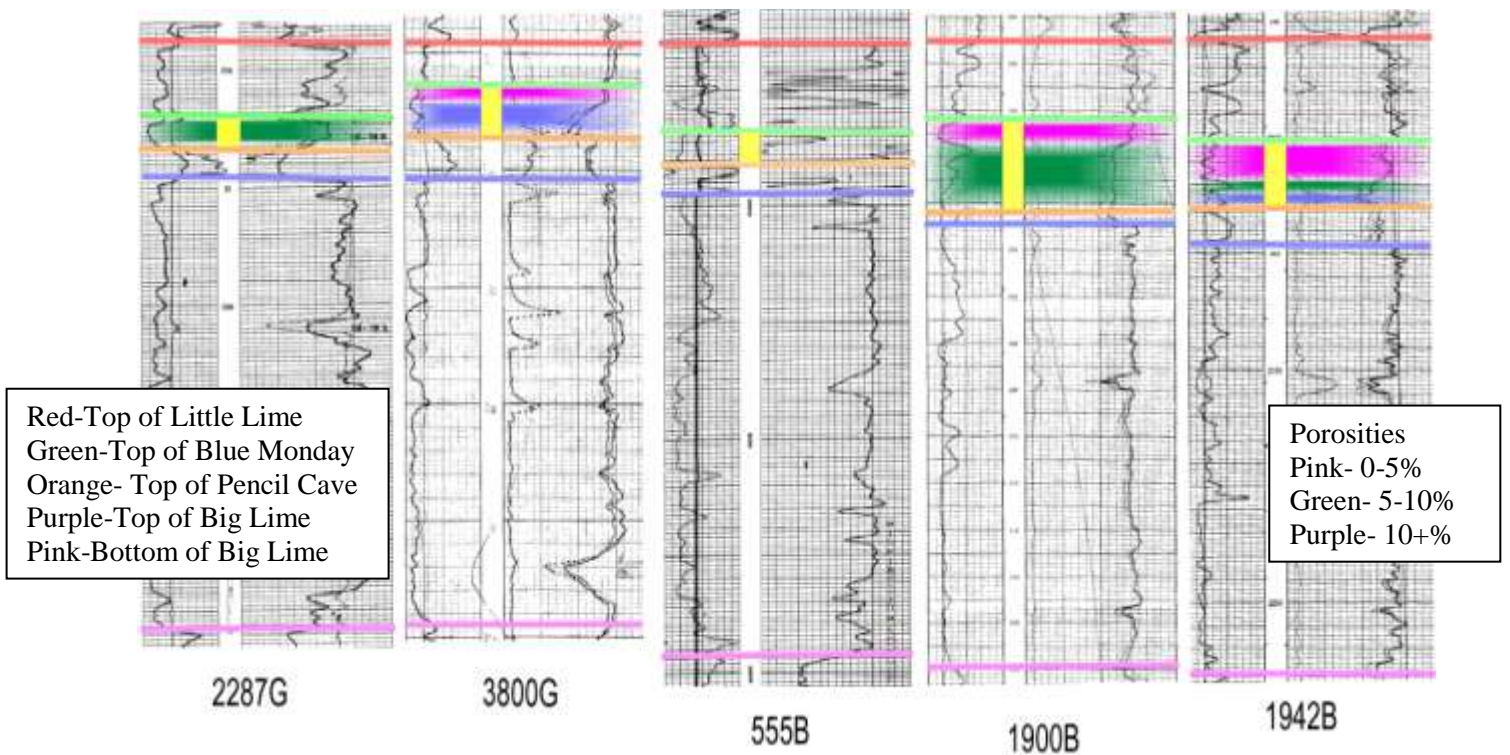 Red-Top of Little Lime
Green-Top of Blue Monday
Orange- Top of Pencil Cave
Purple-Top of Big Lime
Pink-Bottom of Big Lime
Porosities
Pink- 0-5%
Green- 5-10%
Purple- 10+%
2287G
3800G
555B
1900B
1942B